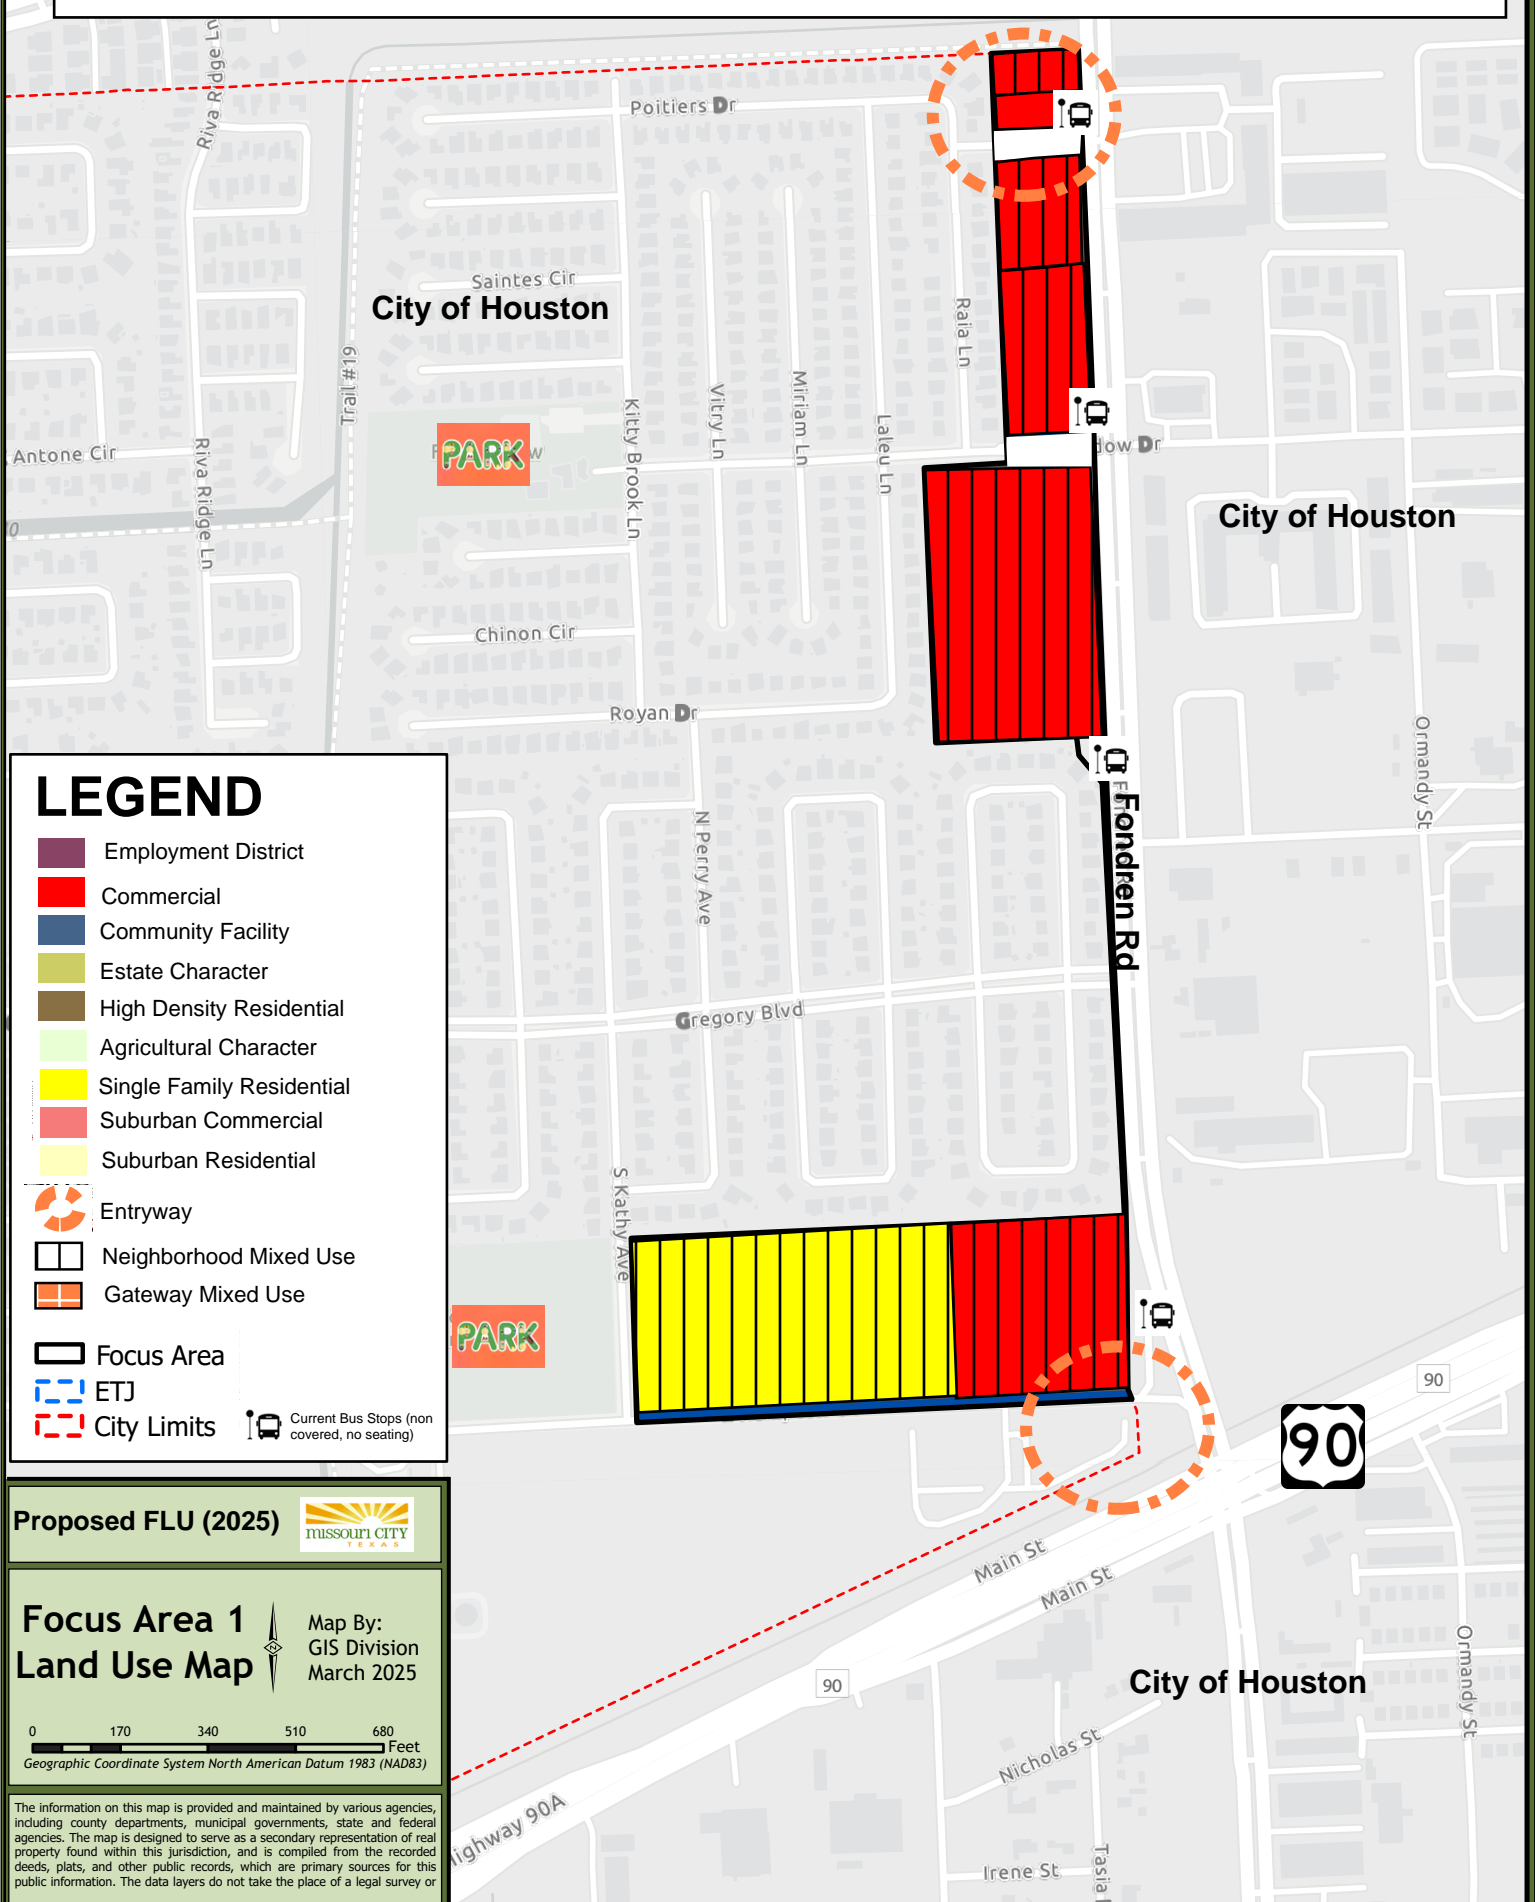 Riva Ridge Ln
Poitiers Dr
Saintes Cir
City of Houston
Raia Ln
Trail #19
Kitty Brook Ln
Vitry Ln
Miriam Ln
Laleu Ln
PARK
Antone Cir
Riva Ridge Ln
dow Dr
City of Houston
Chinon Cir
Royan Dr
Ormandy St
N Perry Ave
Fondren Rd
Gregory Blvd
S Kathy Ave
PARK
90
90
Main St
Main St
90
City of Houston
Ormandy St
Nicholas St
Highway 90A
Irene St
Tasia
LEGEND
Employment District
Commercial
Community Facility
Estate Character
High Density Residential
Agricultural Character
Single Family Residential
Suburban Commercial
Suburban Residential
Entryway
Neighborhood Mixed Use
Gateway Mixed Use
Focus Area
ETJ
City Limits
Current Bus Stops (non
covered, no seating)
Proposed FLU (2025)
missouri CITY
TEXAS
Focus Area 1
Land Use Map
N
Map By:
GIS Division
March 2025
0 170 340 510 680
Feet
Geographic Coordinate System North American Datum 1983 (NAD83)
The information on this map is provided and maintained by various agencies,
including county departments, municipal governments, state and federal
agencies. The map is designed to serve as a secondary representation of real
property found within this jurisdiction, and is compiled from the recorded
deeds, plats, and other public records, which are primary sources for this
public information. The data layers do not take the place of a legal survey or